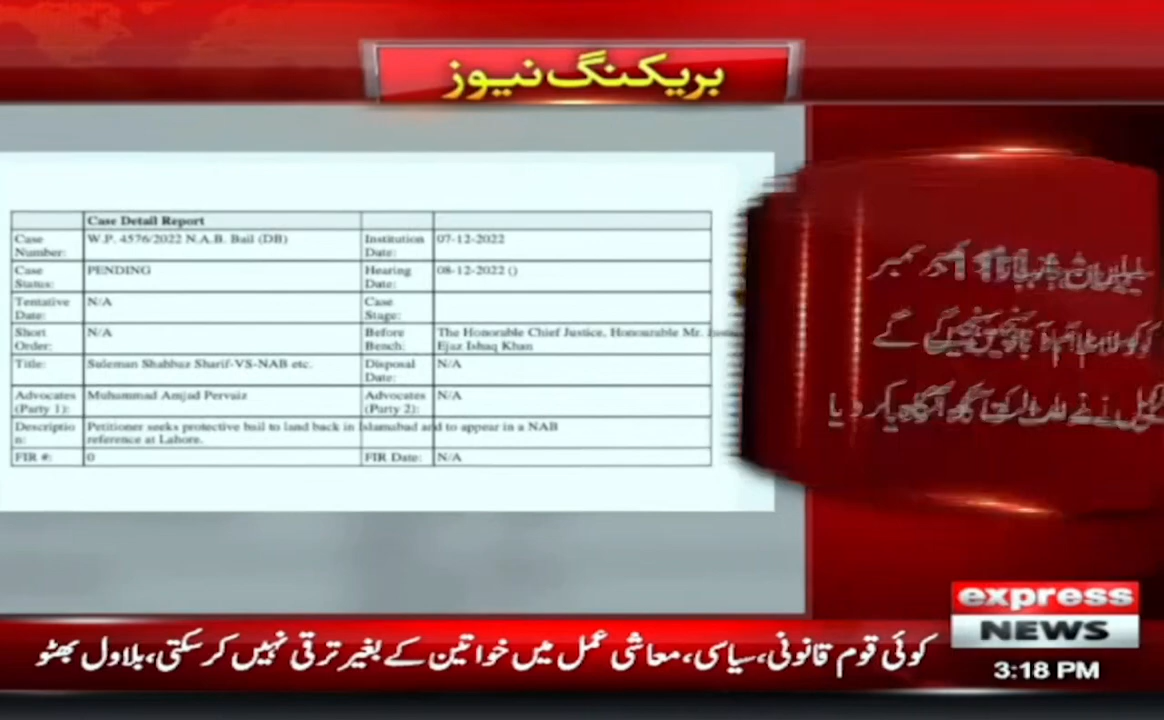 بریکنگ نیوز
Case Detail Report
Case Number: W.P. 4576/2022 N.A.B. Bail (DB) Institution Date: 07-12-2022
Case Status: PENDING Hearing Date: 08-12-2022 ()
Tentative Date: N/A Case Stage:
Short Order: N/A Before Bench: The Honorable Chief Justice, Honourable Mr. Ejaz Ishaq Khan
Title: Suleman Shahbaz Sharif-VS-NAB etc. Disposal Date: N/A
Advocates (Party 1): Muhammad Amjad Pervaiz Advocates (Party 2): N/A
Description: Petitioner seeks protective bail to land back in Islamabad and to appear in a NAB reference at Lahore.
FIR #: 0 FIR Date: N/A
express
NEWS
3:18 PM
کوئی قوم قانونی، سیاسی، معاشی عمل میں خواتین کے بغیر ترقی نہیں کر سکتی، بلاول بھٹو